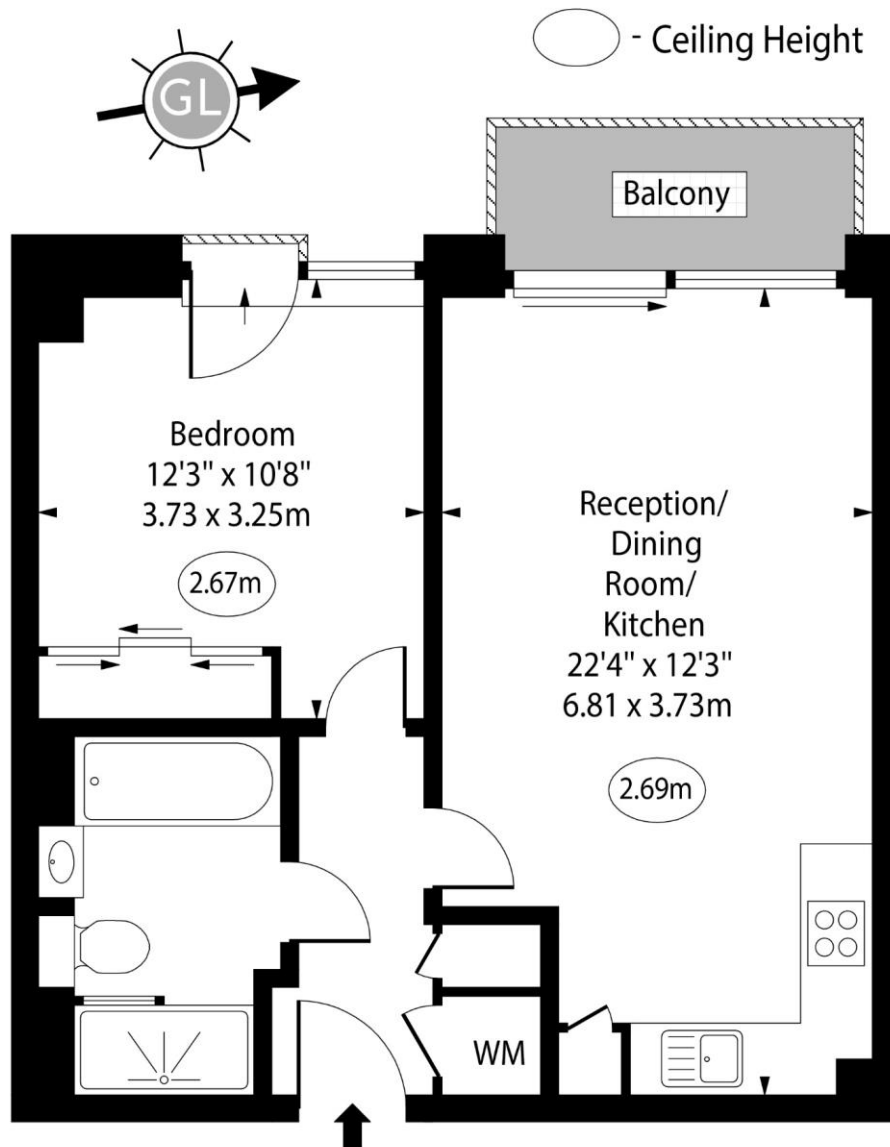 GL
- Ceiling Height
Balcony
Bedroom
12'3" x 10'8"
3.73 x 3.25m
2.67m
Reception/
Dining
Room/
Kitchen
22'4" x 12'3"
6.81 x 3.73m
2.69m
WM